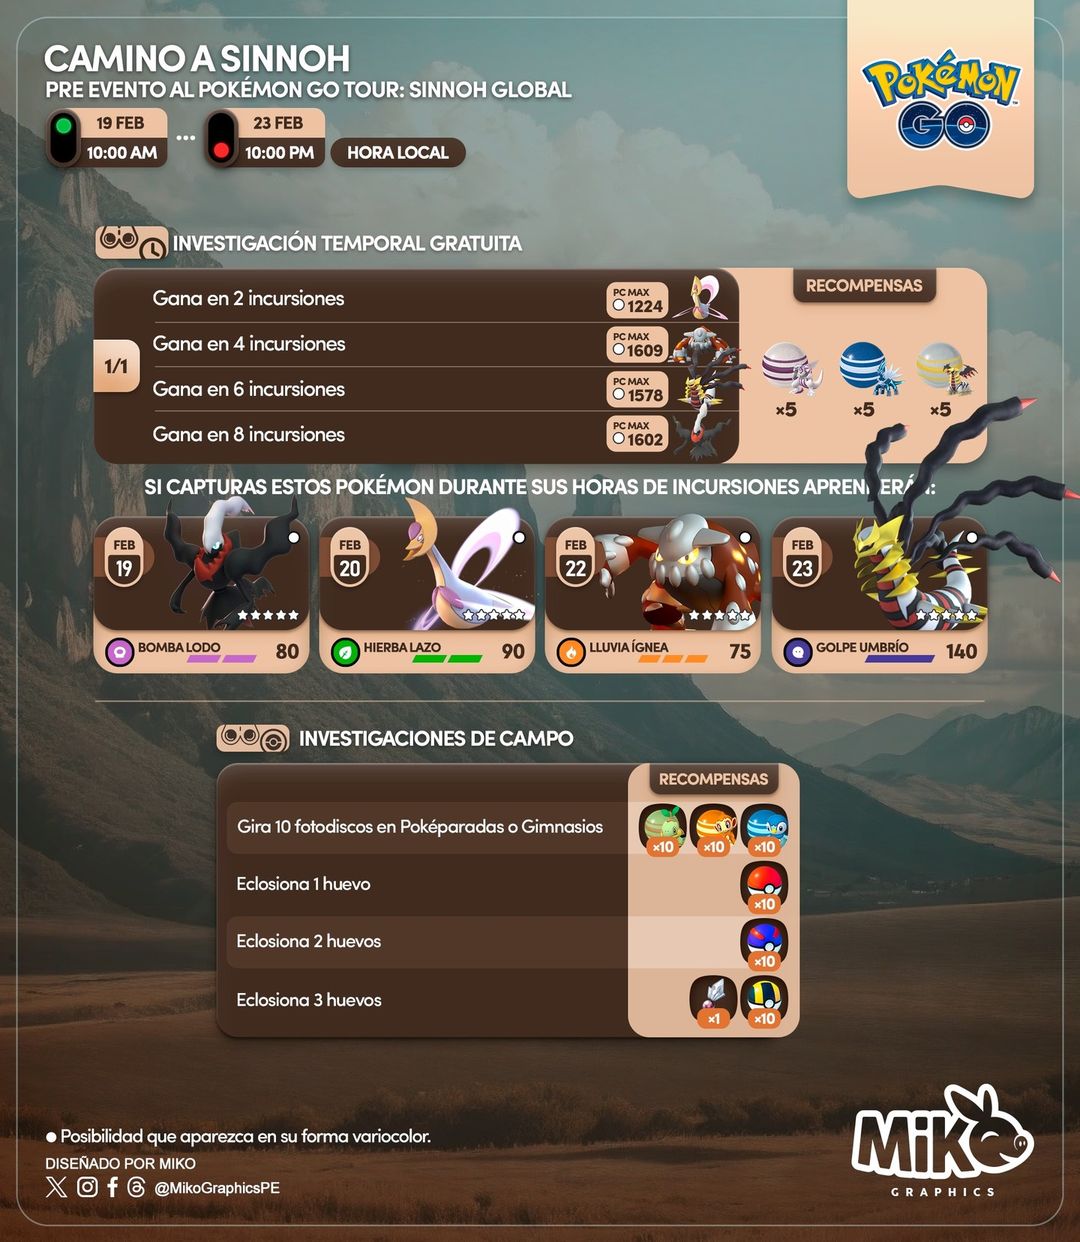 CAMINO A SINNOH
PRE EVENTO AL POKÉMON GO TOUR: SINNOH GLOBAL
19 FEB
10:00 AM
...
23 FEB
10:00 PM
HORA LOCAL
POKÉMON
GO
INVESTIGACIÓN TEMPORAL GRATUITA
1/1
Gana en 2 incursiones
PC MAX
1224
Gana en 4 incursiones
PC MAX
1609
Gana en 6 incursiones
PC MAX
1578
Gana en 8 incursiones
PC MAX
1602
RECOMPENSAS
×5
×5
×5
SI CAPTURAS ESTOS POKÉMON DURANTE SUS HORAS DE INCURSIONES
FEB
19
BOMBA LODO
80
FEB
20
HIERBA LAZO
90
FEB
22
LLUVIA ÍGNEA
75
FEB
23
GOLPE UMBRÍO
140
INVESTIGACIONES DE CAMPO
RECOMPENSAS
Gira 10 fotodiscos en Poképaradas o Gimnasios
×10
×10
×10
Eclosiona 1 huevo
×10
Eclosiona 2 huevos
×10
Eclosiona 3 huevos
×1
×10
Posibilidad que aparezca en su forma variocolor.
DISEÑADO POR MIKO
@MikoGraphicsPE
MiKO
GRAPHICS